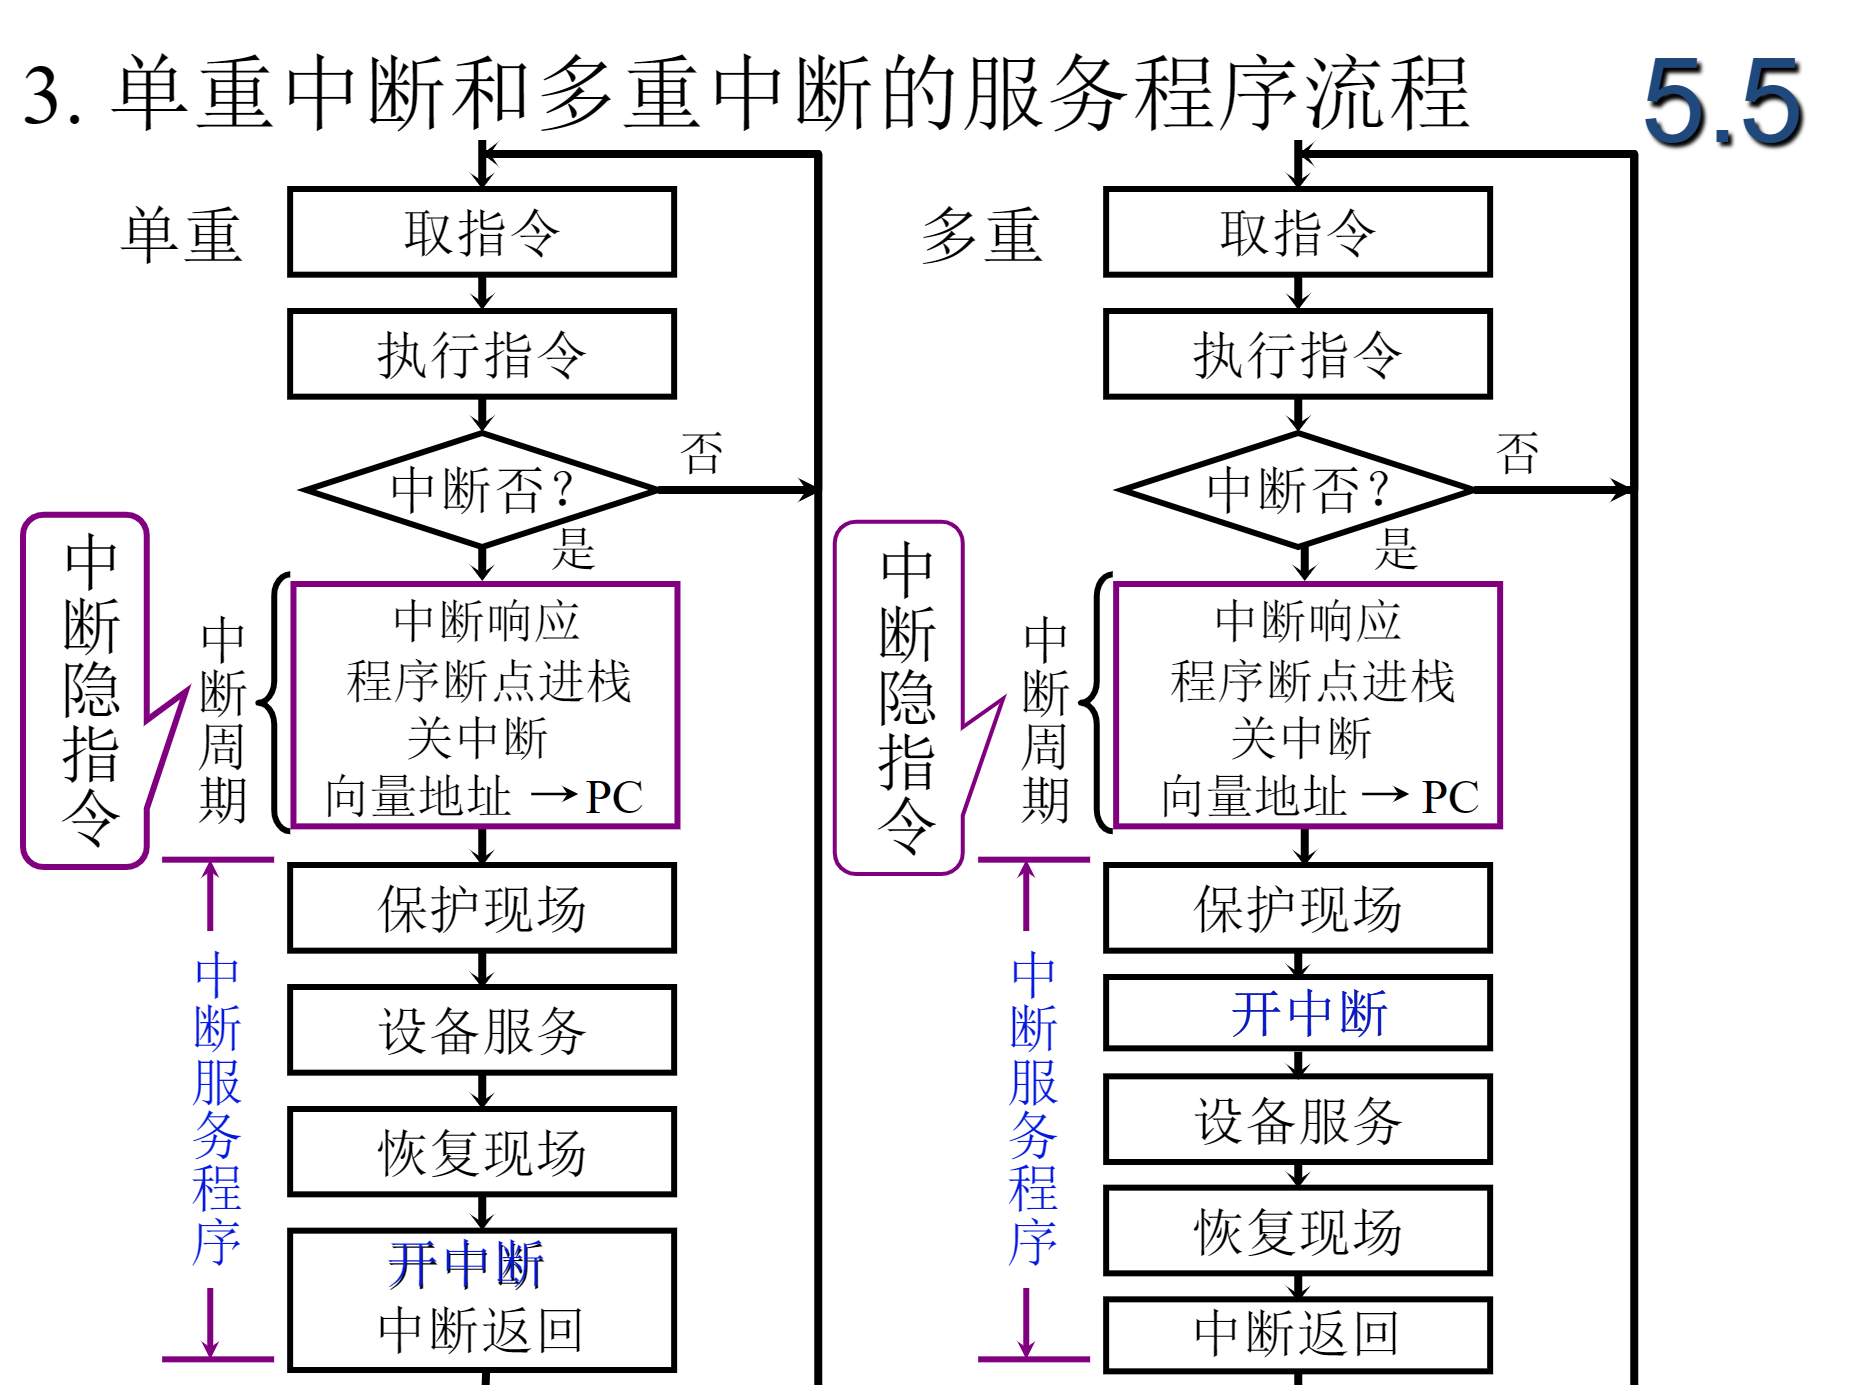 3. 单重中断和多重中断的服务程序流程
5.5
单重
取指令
执行指令
中断否？
否
是
中断隐指令
中断周期
中断响应
程序断点进栈
关中断
向量地址 → PC
中断服务程序
保护现场
设备服务
恢复现场
开中断
中断返回
多重
取指令
执行指令
中断否？
否
是
中断隐指令
中断周期
中断响应
程序断点进栈
关中断
向量地址 → PC
中断服务程序
保护现场
开中断
设备服务
恢复现场
中断返回